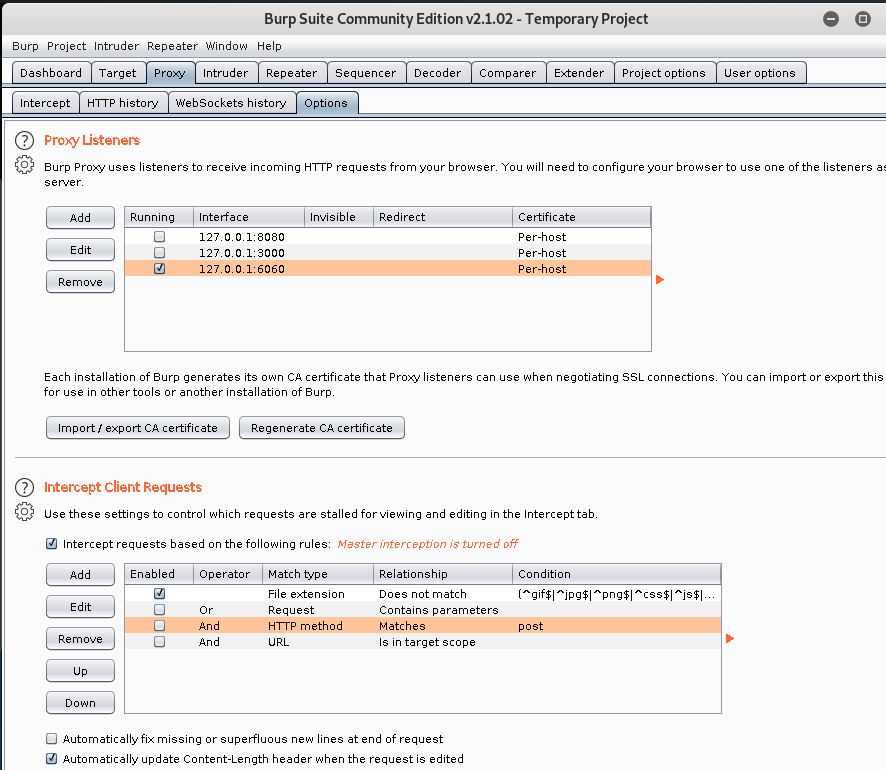 Burp Suite Community Edition v2.1.02 - Temporary Project
Burp Project Intruder Repeater Window Help
Dashboard Target Proxy Intruder Repeater Sequencer Decoder Comparer Extender Project options User options
Intercept HTTP history WebSockets history Options
? Proxy Listeners
Burp Proxy uses listeners to receive incoming HTTP requests from your browser. You will need to configure your browser to use one of the listeners as
server.
Add Running Interface Invisible Redirect Certificate
127.0.0.1:8080 Per-host
Edit 127.0.0.1:3000 Per-host
127.0.0.1:6060 Per-host
Remove
Each installation of Burp generates its own CA certificate that Proxy listeners can use when negotiating SSL connections. You can import or export this
for use in other tools or another installation of Burp.
Import / export CA certificate Regenerate CA certificate
? Intercept Client Requests
Use these settings to control which requests are stalled for viewing and editing in the Intercept tab.
Intercept requests based on the following rules: Master interception is turned off
Add Enabled Operator Match type Relationship Condition
File extension Does not match (^gif$|^jpg$|^png$|^css$|^js$|...
Edit Or Request Contains parameters
And HTTP method Matches post
Remove And URL Is in target scope
Up
Down
Automatically fix missing or superfluous new lines at end of request
Automatically update Content-Length header when the request is edited